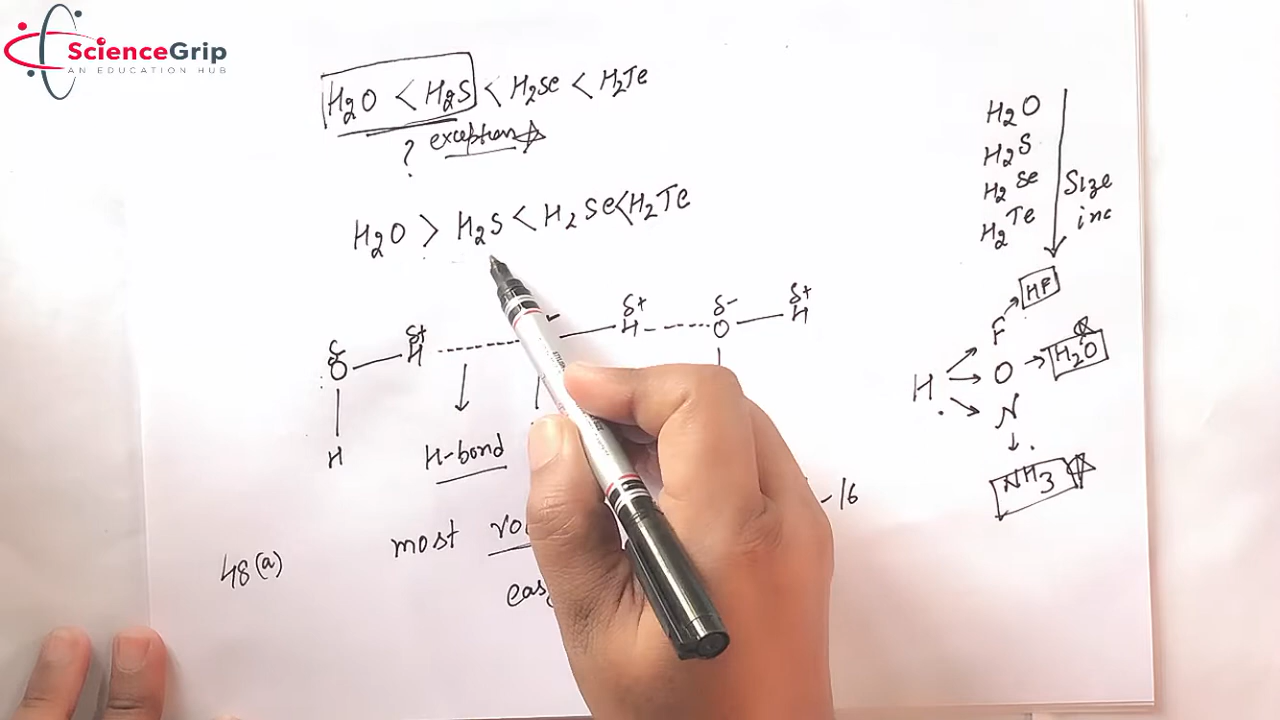 ScienceGrip
AN EDUCATION HUB
H2O < H2S < H2Se < H2Te
? exception
H2O > H2S < H2Se < H2Te
δ- δ+ δ+ δ- δ+
O H H O H
H
H-bond
most
48(a)
-16
H2O
H2S
H2Se
H2Te
Size
inc
HF
F
H O H2O
N
NH3